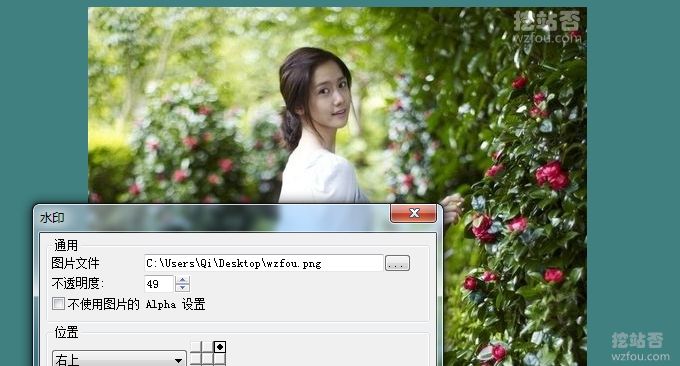 挖站否
wzfou.com
水印
通用
图片文件 C:\Users\Qi\Desktop\wzfou.png ...
不透明度: 49
不使用图片的 Alpha 设置
位置
右上
挖站否
wzfou.com